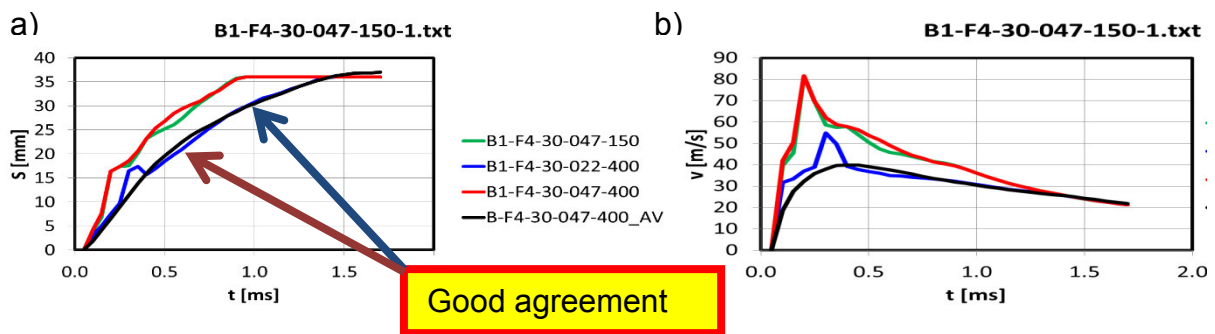 a)
B1-F4-30-047-150-1.txt
S [mm]
40
35
30
25
20
15
10
5
0
0.0 0.5 1.0 1.5
t [ms]
B1-F4-30-047-150
B1-F4-30-022-400
B1-F4-30-047-400
B-F4-30-047-400_AV
Good agreement
b)
B1-F4-30-047-150-1.txt
v [m/s]
90
80
70
60
50
40
30
20
10
0
0.0 0.5 1.0 1.5 2.0
t [ms]